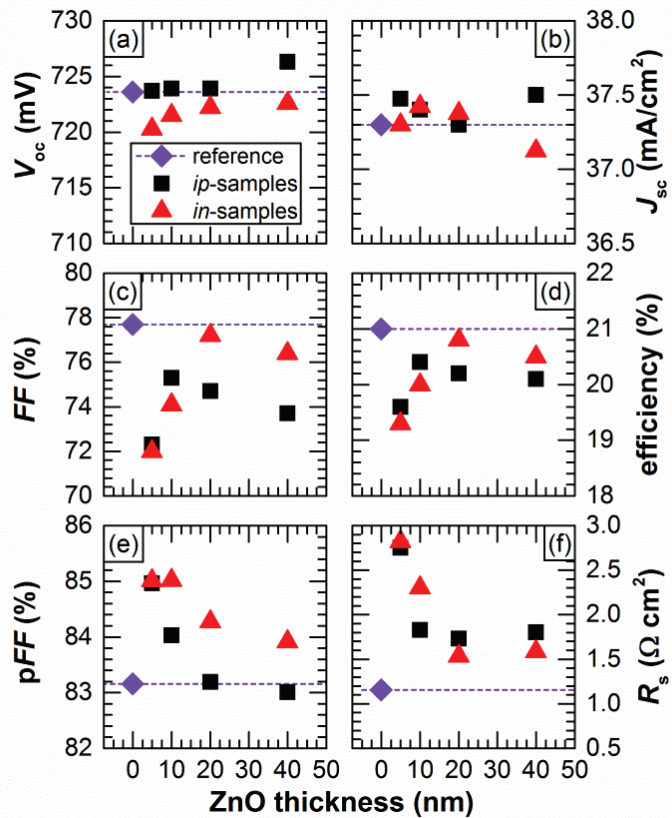 (a)
(b)
730
725
720
715
710
Voc (mV)
38.0
37.5
37.0
36.5
Jsc (mA/cm²)
reference
ip-samples
in-samples
(c)
(d)
80
78
76
74
72
70
FF (%)
22
21
20
19
18
efficiency (%)
(e)
(f)
86
85
84
83
82
pFF (%)
3.0
2.5
2.0
1.5
1.0
0.5
Rs (Ω cm²)
0 10 20 30 40 50
0 10 20 30 40 50
ZnO thickness (nm)